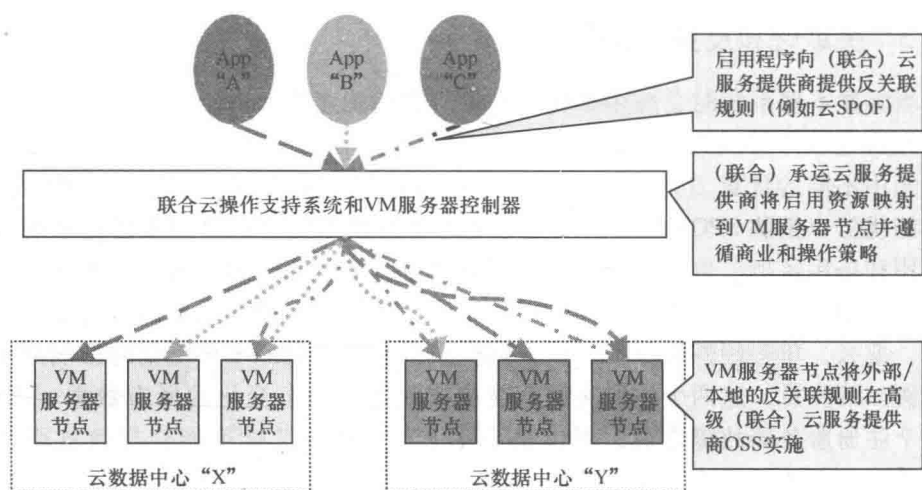 App
“A”
App
“B”
App
“C”
启用程序向（联合）云
服务提供商提供反关联
规则（例如云SPOF）
联合云操作支持系统和VM服务器控制器
（联合）承运云服务提
供商将启用资源映射
到VM服务器节点并遵
循商业和操作策略
VM
服务器
节点
VM
服务器
节点
VM
服务器
节点
云数据中心“X”
VM
服务器
节点
VM
服务器
节点
VM
服务器
节点
云数据中心“Y”
VM服务器节点将外部/
本地的反关联规则在高
级（联合）云服务提供
商OSS实施